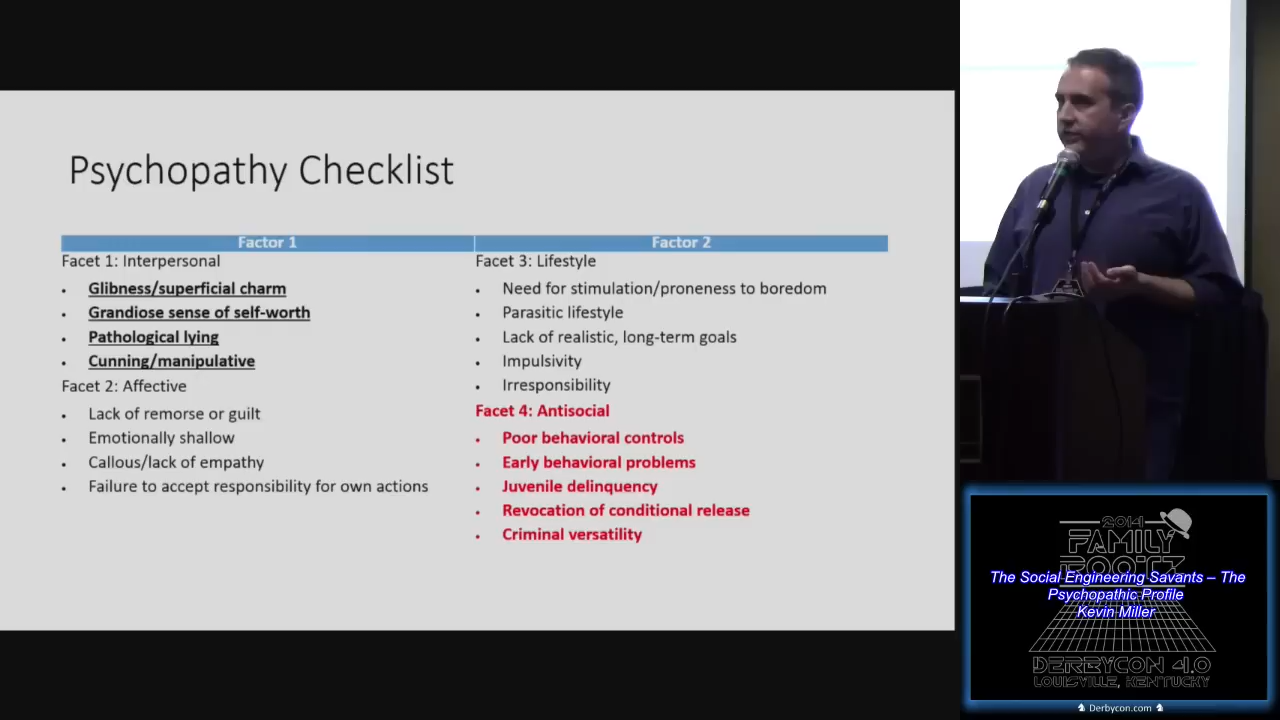 Psychopathy Checklist
Factor 1
Factor 2
Facet 1: Interpersonal
Glibness/superficial charm
Grandiose sense of self-worth
Pathological lying
Cunning/manipulative
Facet 2: Affective
Lack of remorse or guilt
Emotionally shallow
Callous/lack of empathy
Failure to accept responsibility for own actions
Facet 3: Lifestyle
Need for stimulation/proneness to boredom
Parasitic lifestyle
Lack of realistic, long-term goals
Impulsivity
Irresponsibility
Facet 4: Antisocial
Poor behavioral controls
Early behavioral problems
Juvenile delinquency
Revocation of conditional release
Criminal versatility
2014
FAMILY
ROOTZ
The Social Engineering Savants – The
Psychopathic Profile
Kevin Miller
DERBYCON 4.0
LOUISVILLE, KENTUCKY
Derbycon.com